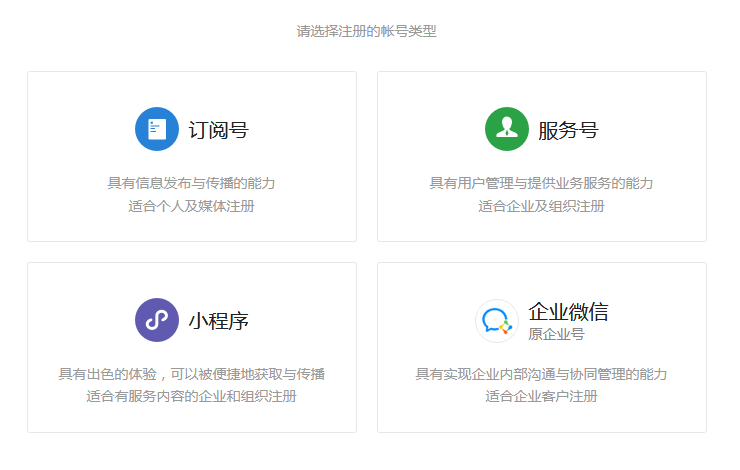 请选择注册的帐号类型
订阅号
具有信息发布与传播的能力
适合个人及媒体注册
服务号
具有用户管理与提供业务服务的能力
适合企业及组织注册
小程序
具有出色的体验，可以被便捷地获取与传播
适合有服务内容的企业和组织注册
企业微信
原企业号
具有实现企业内部沟通与协同管理的能力
适合企业客户注册